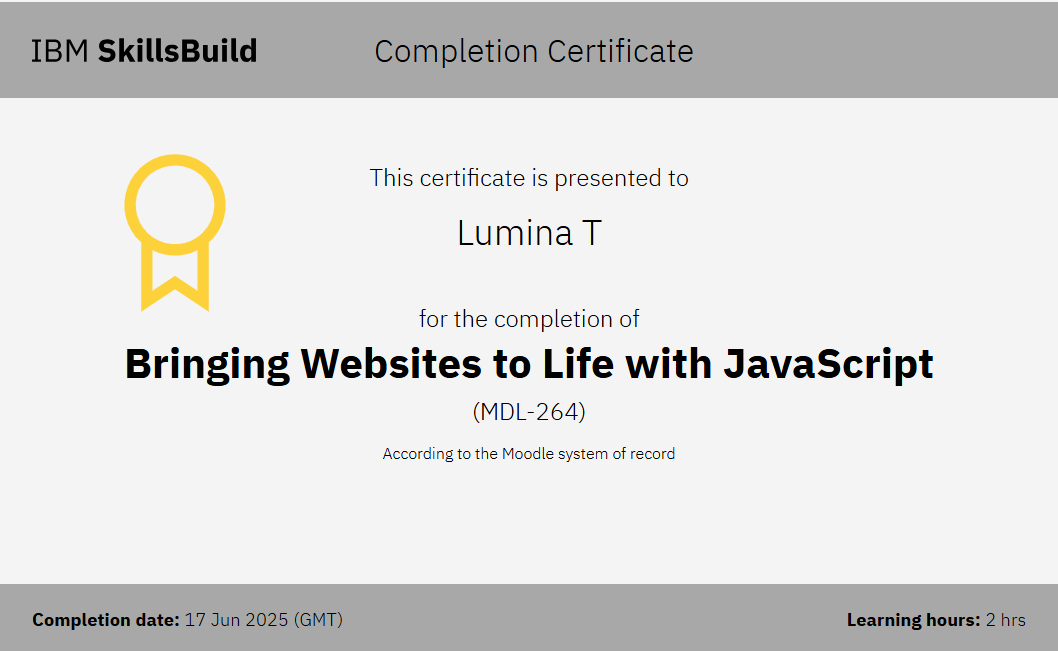 IBM SkillsBuild
Completion Certificate
This certificate is presented to
Lumina T
for the completion of
Bringing Websites to Life with JavaScript
(MDL-264)
According to the Moodle system of record
Completion date: 17 Jun 2025 (GMT)
Learning hours: 2 hrs